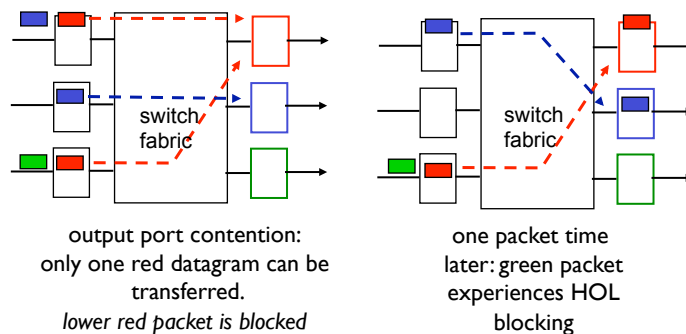 switch
fabric
switch
fabric
output port contention:
only one red datagram can be
transferred.
lower red packet is blocked
one packet time
later: green packet
experiences HOL
blocking